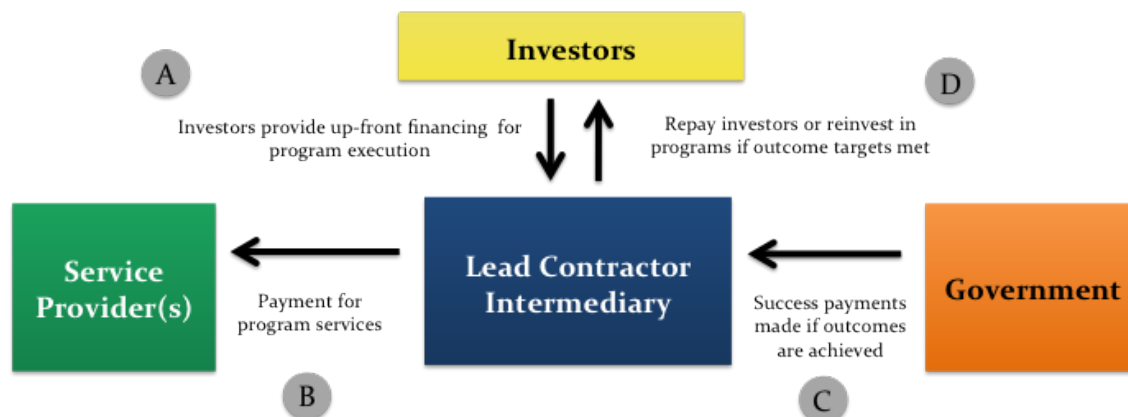 Investors
A
D
Investors provide up-front financing for
program execution
Repay investors or reinvest in
programs if outcome targets met
Service
Provider(s)
Lead Contractor
Intermediary
Government
Payment for
program services
Success payments
made if outcomes
are achieved
B
C